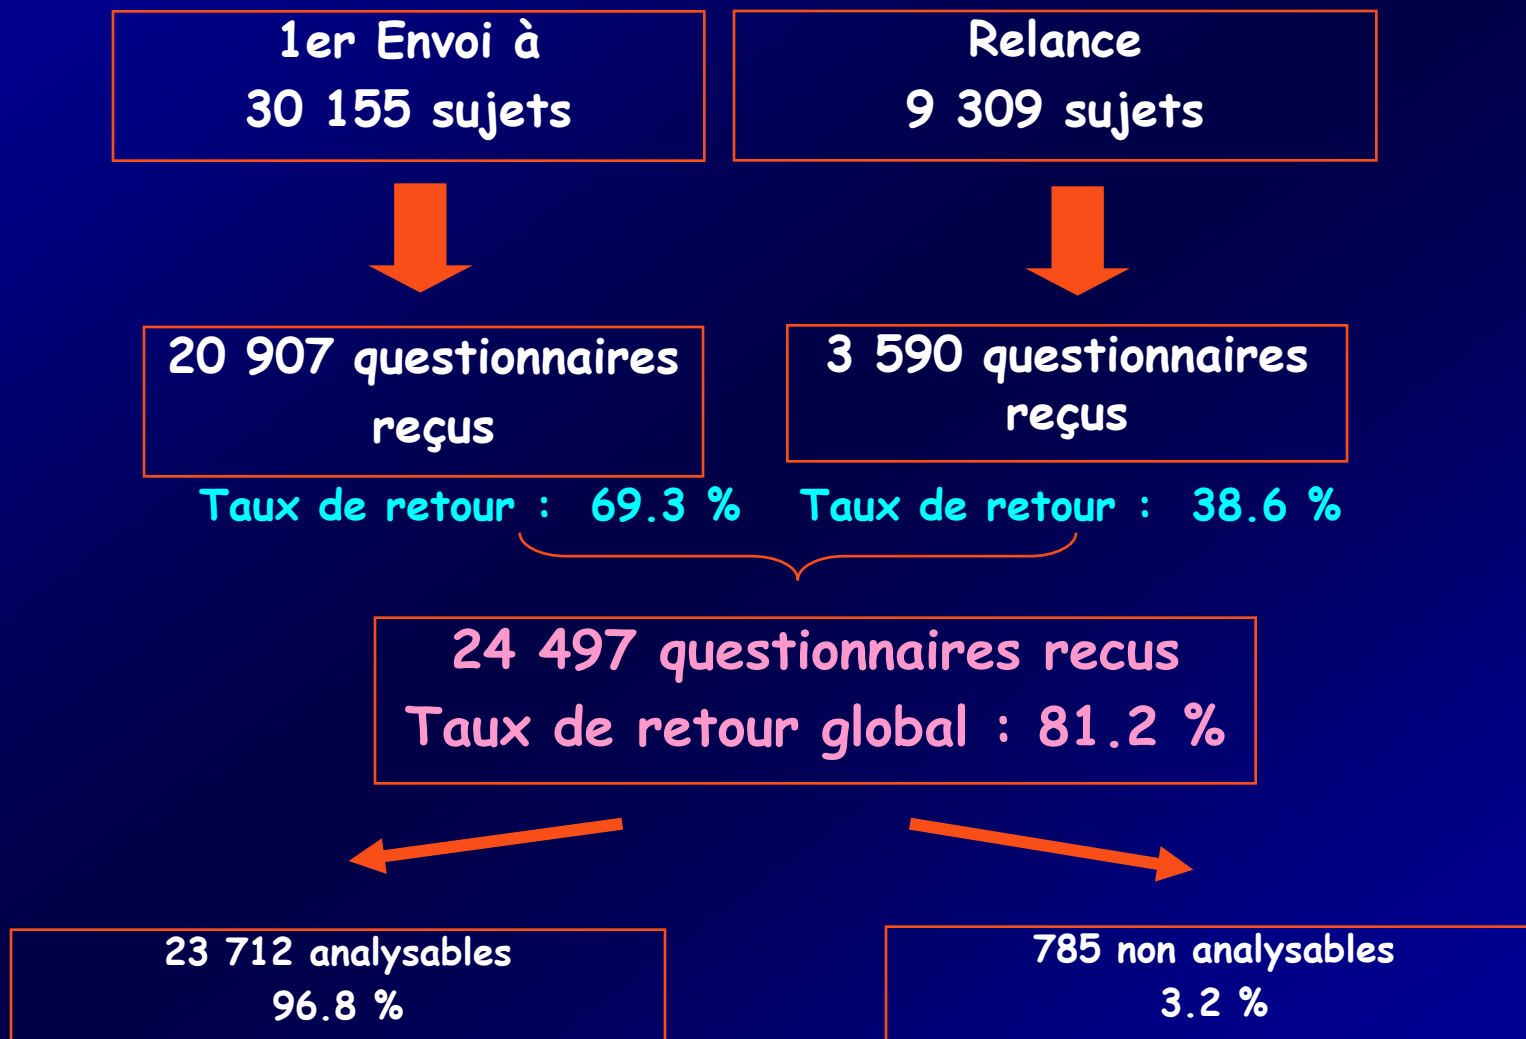 1er Envoi à
30 155 sujets
Relance
9 309 sujets
20 907 questionnaires
reçus
3 590 questionnaires
reçus
Taux de retour : 69.3 %
Taux de retour : 38.6 %
24 497 questionnaires recus
Taux de retour global : 81.2 %
23 712 analysables
96.8 %
785 non analysables
3.2 %